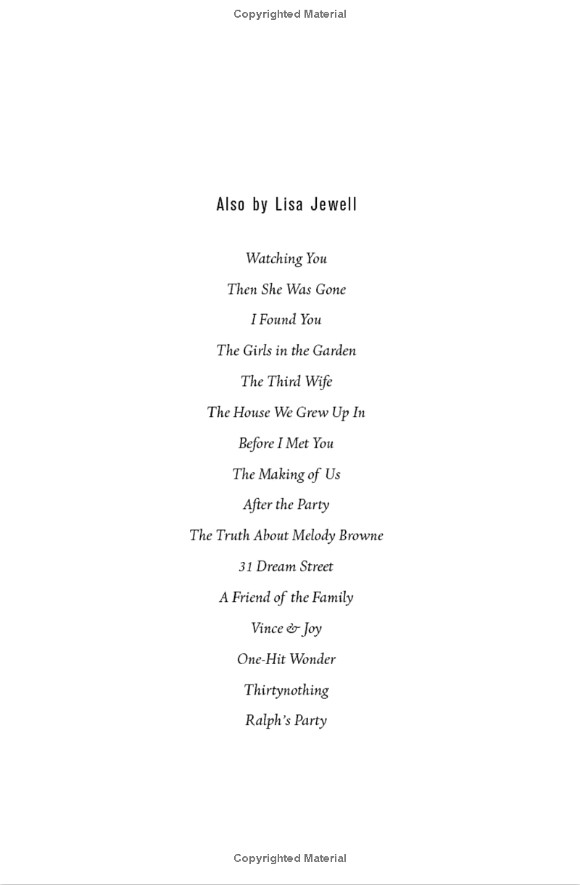 Copyrighted Material
Also by Lisa Jewell
Watching You
Then She Was Gone
I Found You
The Girls in the Garden
The Third Wife
The House We Grew Up In
Before I Met You
The Making of Us
After the Party
The Truth About Melody Browne
31 Dream Street
A Friend of the Family
Vince & Joy
One-Hit Wonder
Thirtynothing
Ralph's Party
Copyrighted Material